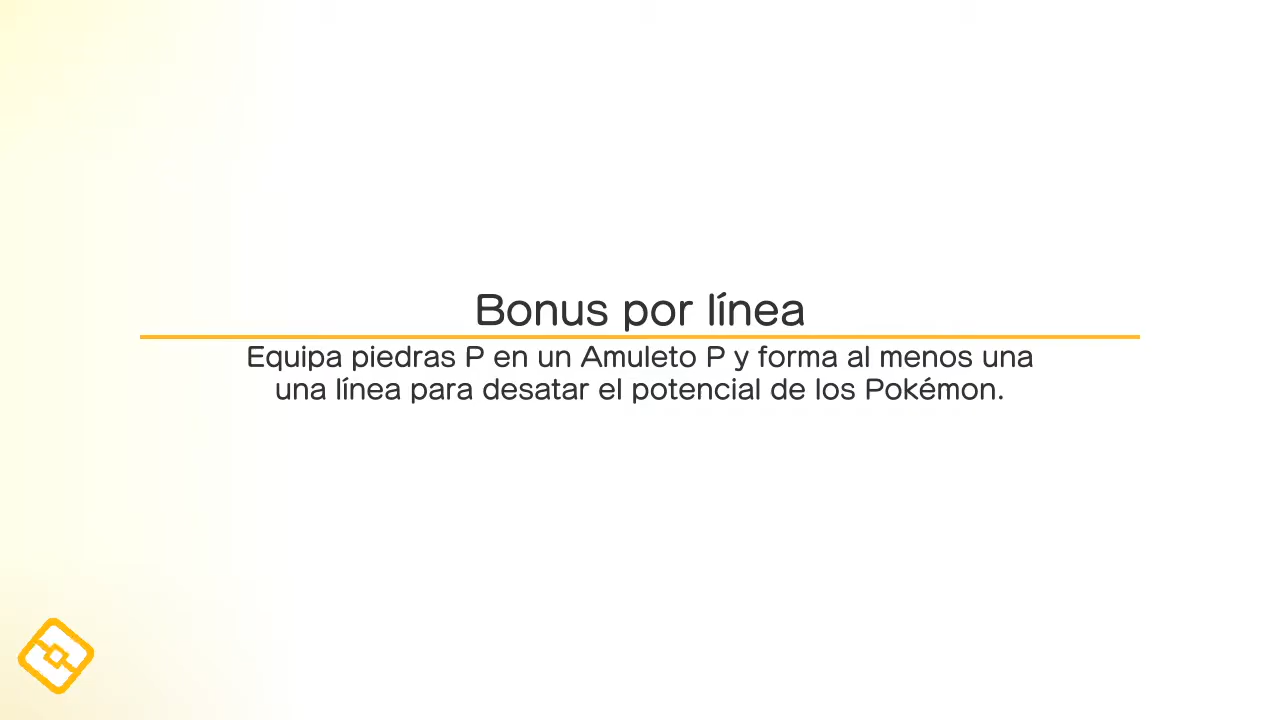 Bonus por línea
Equipa piedras P en un Amuleto P y forma al menos una
una línea para desatar el potencial de los Pokémon.